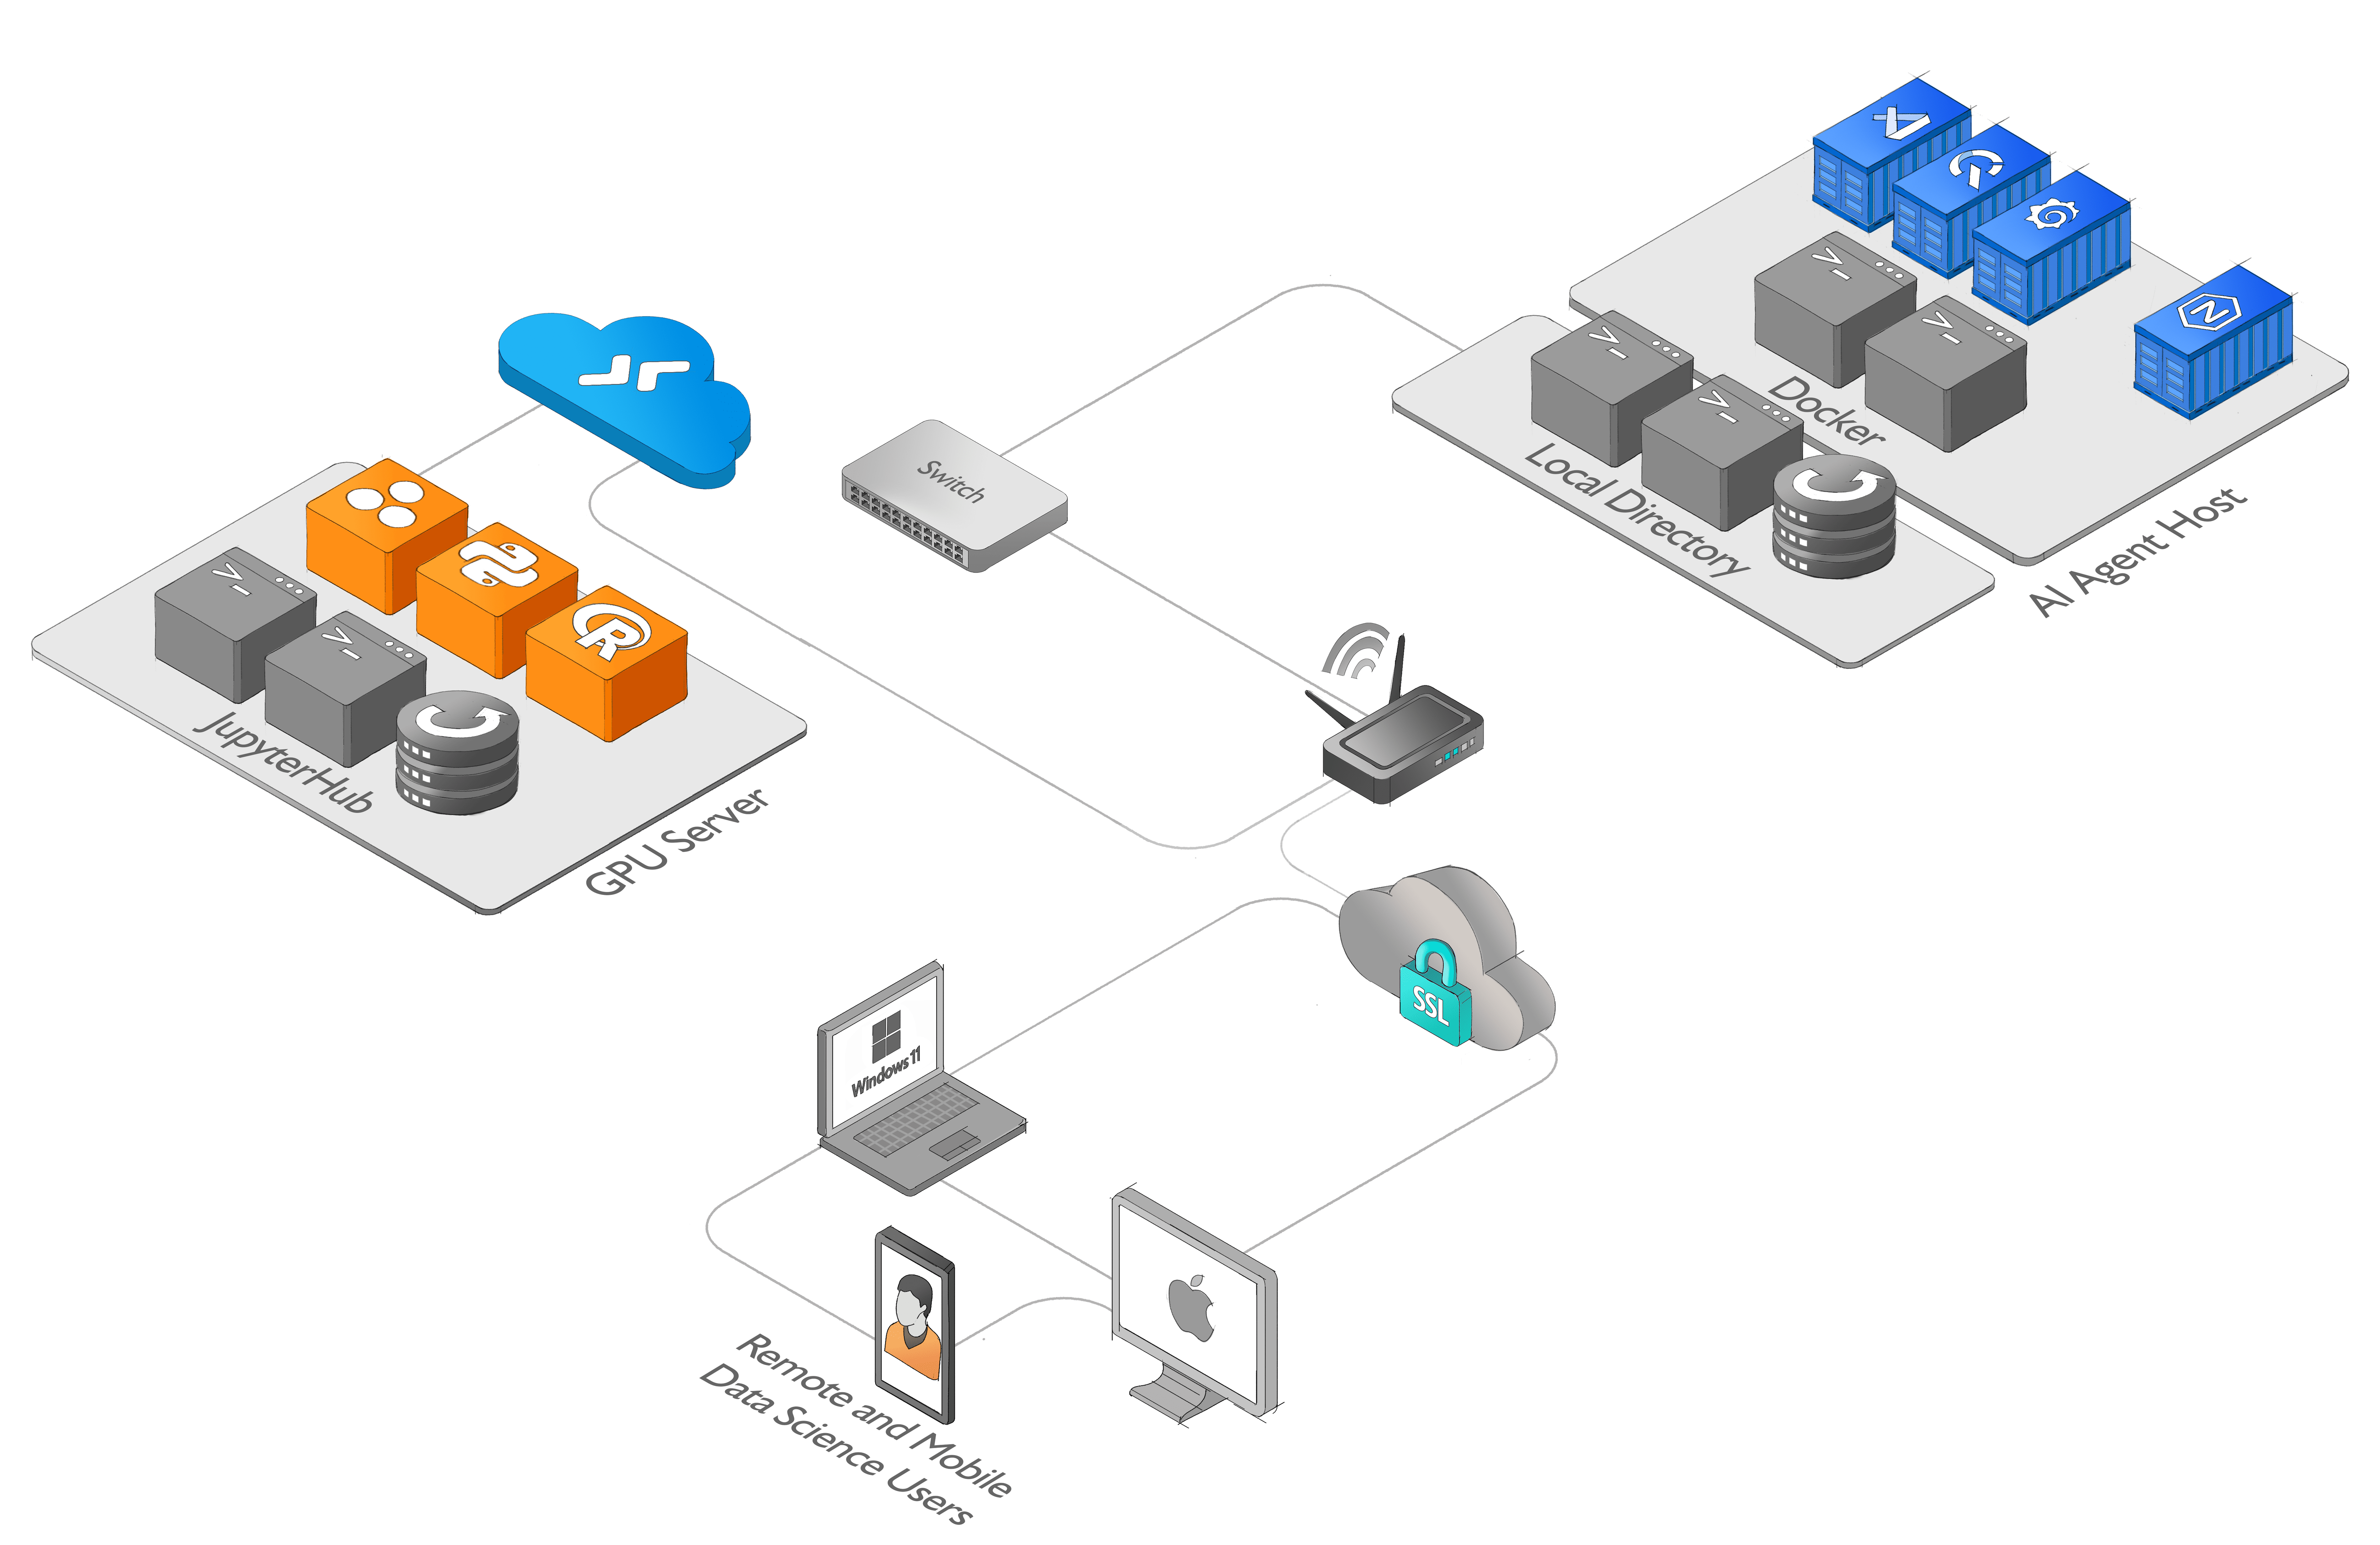 Switch
Docker
Local Directory
AI Agent Host
JupyterHub
GPU Server
SSL
Windows 11
Remote and Mobile
Data Science Users